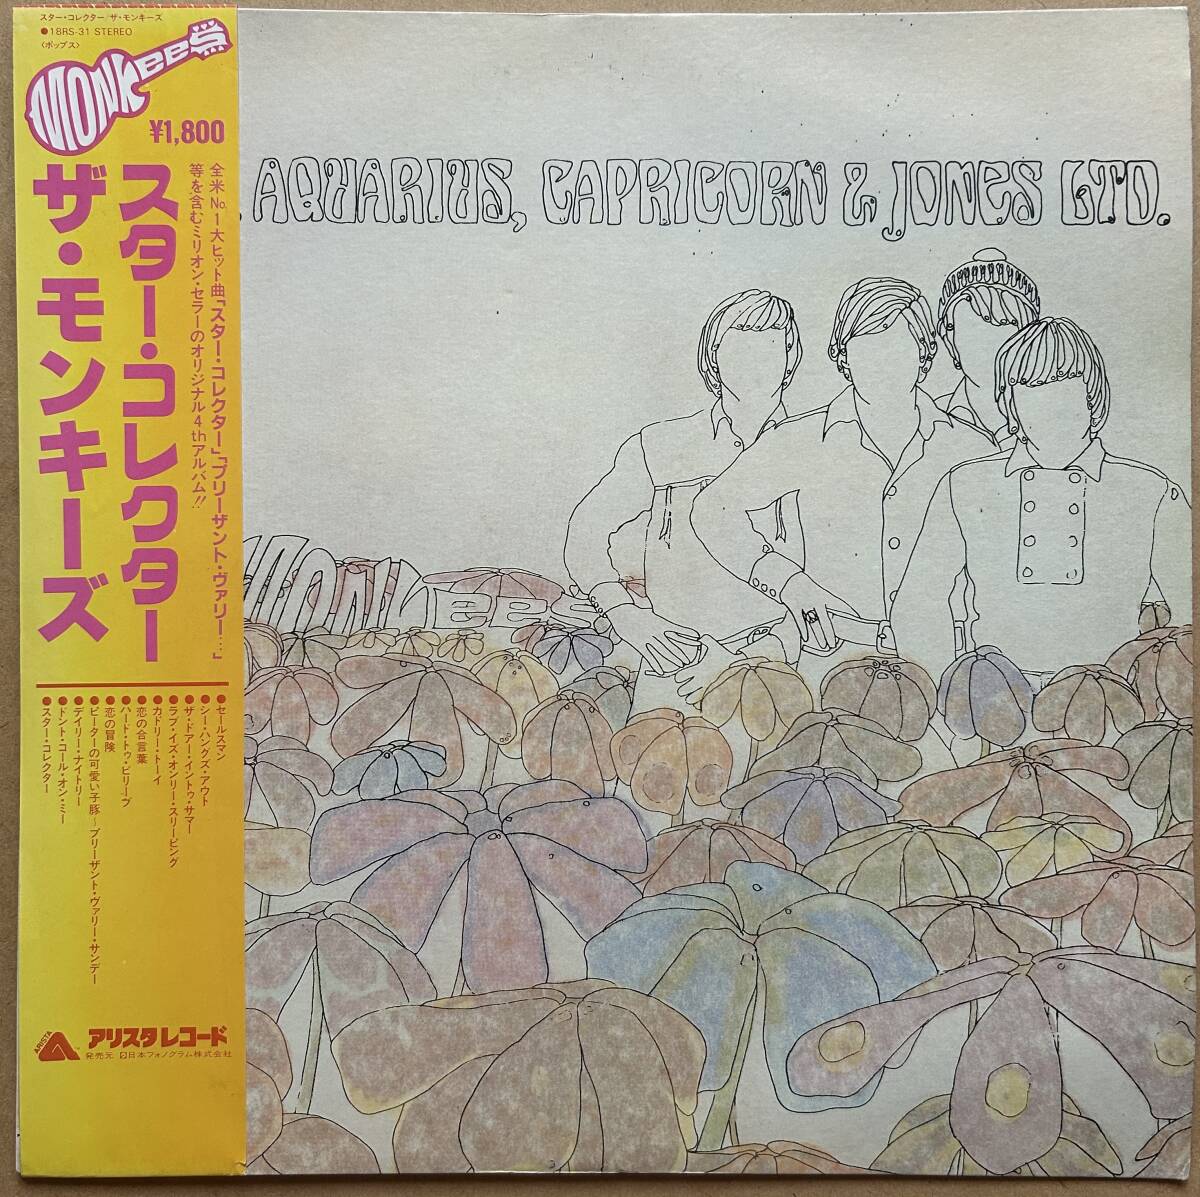 スター・コレクター/ザ・モンキーズ
●18RS-31 STEREO
〈ポップス〉
MONKEES
¥1,800
全米No.1大ヒット曲「スター・コレクター」「プリーザント・ヴァリー…」
等を含むミリオン・セラーのオリジナル4thアルバム!!
スター・コレクター
ザ・モンキーズ
●セールスマン
●シー・ハングズ・アウト
●ザ・ドアー・イントゥ・サマー
●ラブ・イズ・オンリー・スリーピング
●カドリー・トーイ
●恋の合言葉
●ハード・トゥ・ビリーブ
●恋の冒険
●ピーターの可愛い子豚〜プリーザント・ヴァリー・サンデー
●デイリー・ナイトリー
●ドント・コール・オン・ミー
●スター・コレクター
ARISTA
アリスタレコード
発売元 日本フォノグラム株式会社
, AQUARIUS, CAPRICORN & JONES LTD.
MONKEES